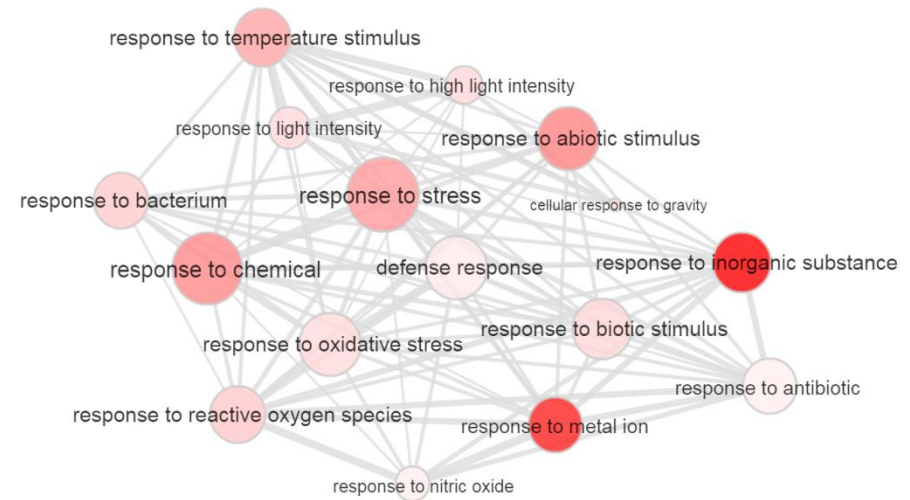 response to temperature stimulus
response to high light intensity
response to light intensity
response to abiotic stimulus
response to bacterium
response to stress
cellular response to gravity
response to chemical
defense response
response to inorganic substance
response to oxidative stress
response to biotic stimulus
response to antibiotic
response to reactive oxygen species
response to metal ion
response to nitric oxide